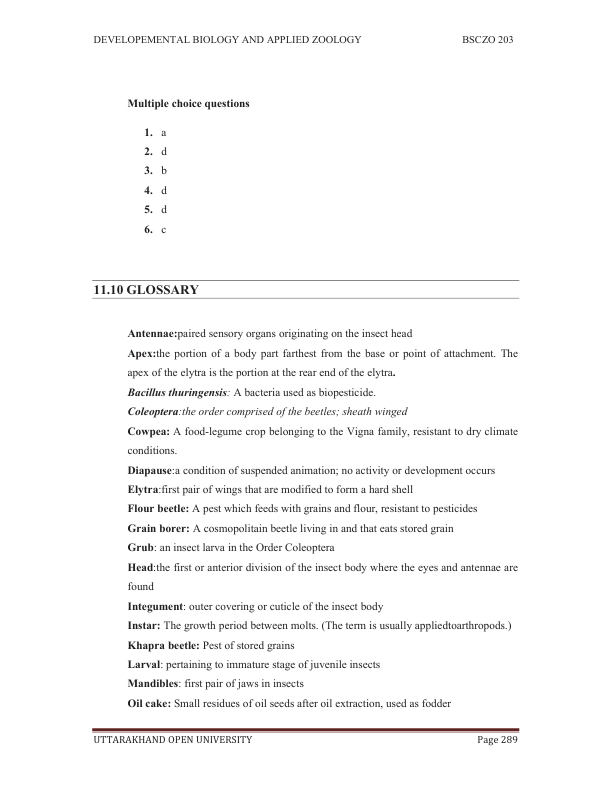 DEVELOPEMENTAL BIOLOGY AND APPLIED ZOOLOGY BSCZO 203
Multiple choice questions
1. a
2. d
3. b
4. d
5. d
6. c
11.10 GLOSSARY
Antennae:paired sensory organs originating on the insect head
Apex:the portion of a body part farthest from the base or point of attachment. The
apex of the elytra is the portion at the rear end of the elytra.
Bacillus thuringensis: A bacteria used as biopesticide.
Coleoptera:the order comprised of the beetles; sheath winged
Cowpea: A food-legume crop belonging to the Vigna family, resistant to dry climate
conditions.
Diapause:a condition of suspended animation; no activity or development occurs
Elytra:first pair of wings that are modified to form a hard shell
Flour beetle: A pest which feeds with grains and flour, resistant to pesticides
Grain borer: A cosmopolitain beetle living in and that eats stored grain
Grub: an insect larva in the Order Coleoptera
Head:the first or anterior division of the insect body where the eyes and antennae are
found
Integument: outer covering or cuticle of the insect body
Instar: The growth period between molts. (The term is usually appliedtoarthropods.)
Khapra beetle: Pest of stored grains
Larval: pertaining to immature stage of juvenile insects
Mandibles: first pair of jaws in insects
Oil cake: Small residues of oil seeds after oil extraction, used as fodder
UTTARAKHAND OPEN UNIVERSITY Page 289